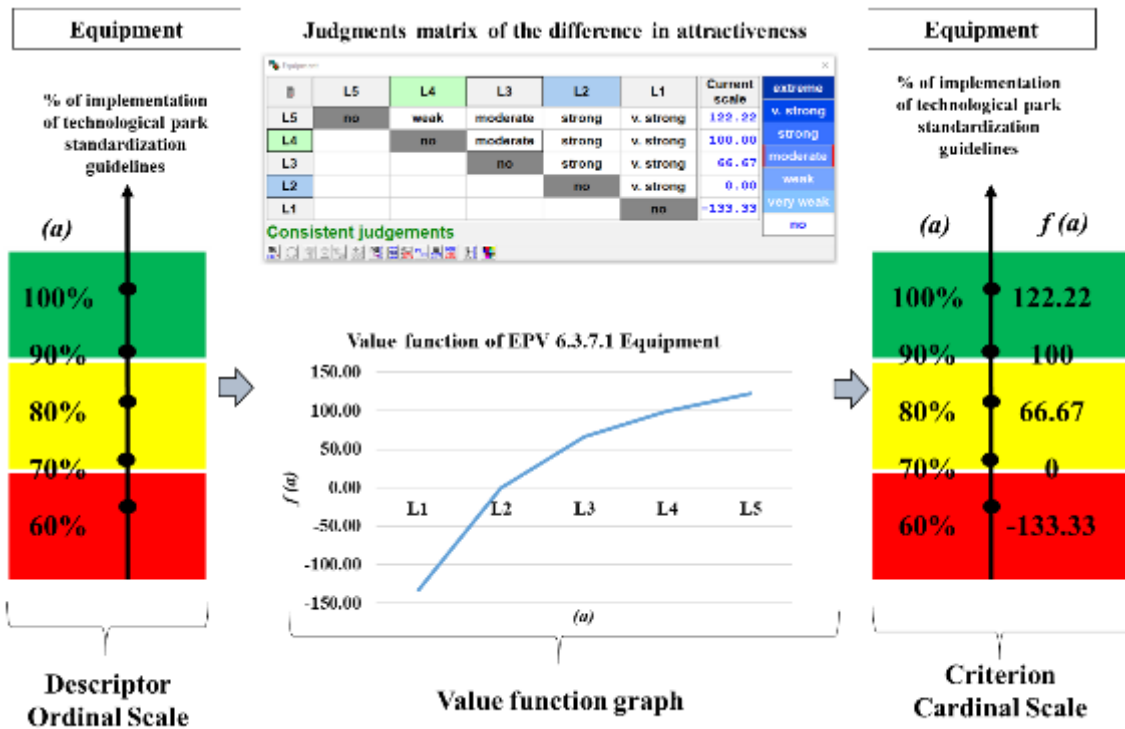 Equipment
Judgments matrix of the difference in attractiveness
Equipment
% of implementation
of technological park
standardization
guidelines
(a)
100%
90%
80%
70%
60%
Descriptor
Ordinal Scale
L5 L4 L3 L2 L1 Current scale
L5 no weak moderate strong v. strong 122.22
L4 no moderate strong v. strong 100.00
L3 no strong v. strong 66.67
L2 no v. strong 0.00
L1 no -133.33
extreme
v. strong
strong
moderate
weak
very weak
no
Consistent judgements
Value function of EPV 6.3.7.1 Equipment
150.00
100.00
50.00
0.00
-50.00
-100.00
-150.00
f (a)
L1 L2 L3 L4 L5
(a)
Value function graph
% of implementation
of technological park
standardization
guidelines
(a) f (a)
100% 122.22
90% 100
80% 66.67
70% 0
60% -133.33
Criterion
Cardinal Scale